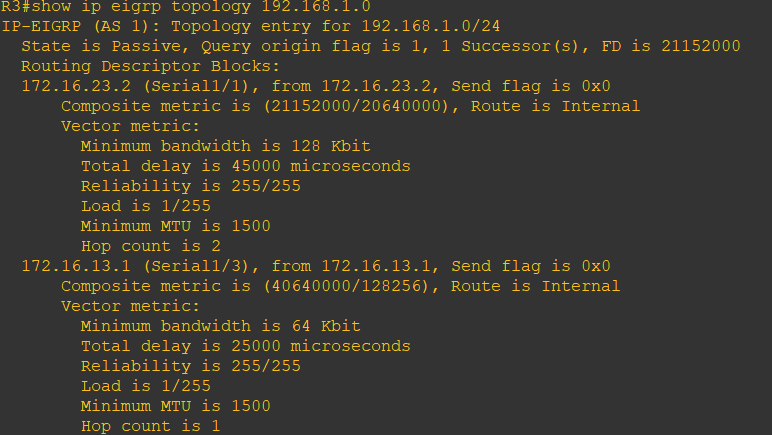 R3#show ip eigrp topology 192.168.1.0
IP-EIGRP (AS 1): Topology entry for 192.168.1.0/24
State is Passive, Query origin flag is 1, 1 Successor(s), FD is 21152000
Routing Descriptor Blocks:
172.16.23.2 (Serial1/1), from 172.16.23.2, Send flag is 0x0
Composite metric is (21152000/20640000), Route is Internal
Vector metric:
Minimum bandwidth is 128 Kbit
Total delay is 45000 microseconds
Reliability is 255/255
Load is 1/255
Minimum MTU is 1500
Hop count is 2
172.16.13.1 (Serial1/3), from 172.16.13.1, Send flag is 0x0
Composite metric is (40640000/128256), Route is Internal
Vector metric:
Minimum bandwidth is 64 Kbit
Total delay is 25000 microseconds
Reliability is 255/255
Load is 1/255
Minimum MTU is 1500
Hop count is 1